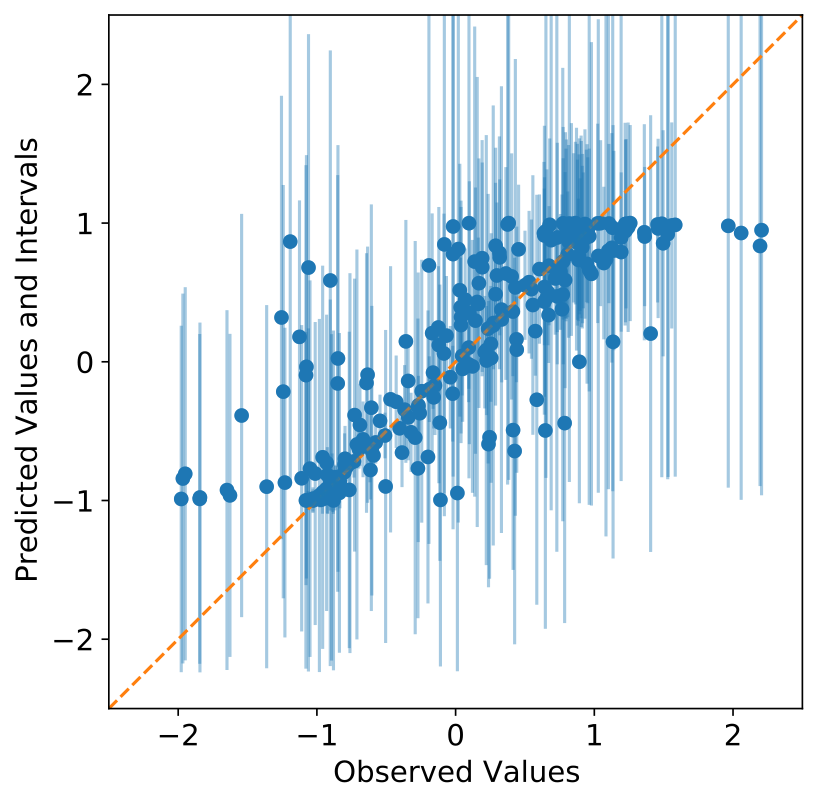 Predicted Values and Intervals
2
1
0
−1
−2
−2 −1 0 1 2
Observed Values